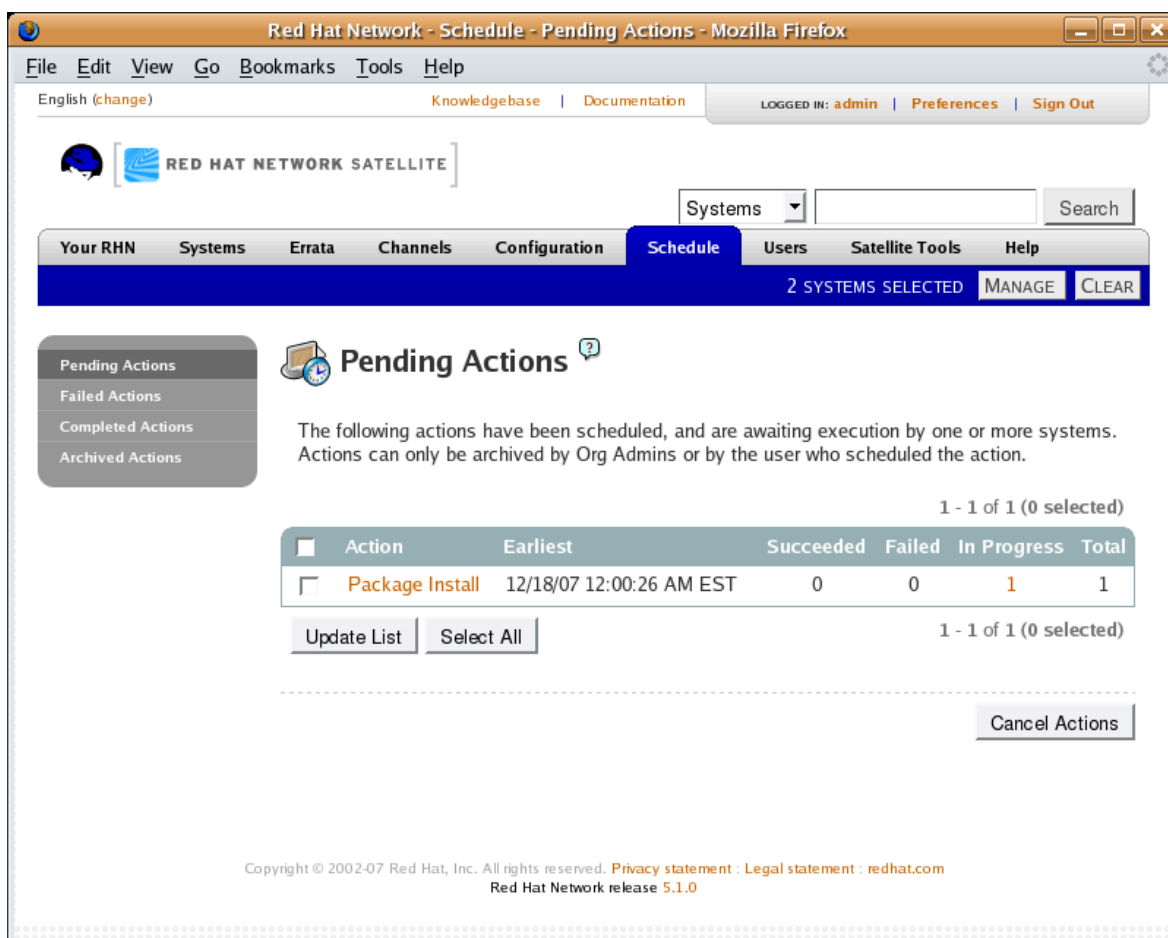 Red Hat Network - Schedule - Pending Actions - Mozilla Firefox
File Edit View Go Bookmarks Tools Help
English (change)
Knowledgebase | Documentation
LOGGED IN: admin | Preferences | Sign Out
RED HAT NETWORK SATELLITE
Systems
Search
Your RHN Systems Errata Channels Configuration Schedule Users Satellite Tools Help
2 SYSTEMS SELECTED MANAGE CLEAR
Pending Actions
Failed Actions
Completed Actions
Archived Actions
Pending Actions ?
The following actions have been scheduled, and are awaiting execution by one or more systems.
Actions can only be archived by Org Admins or by the user who scheduled the action.
1 - 1 of 1 (0 selected)
Action Earliest Succeeded Failed In Progress Total
Package Install 12/18/07 12:00:26 AM EST 0 0 1 1
Update List Select All
1 - 1 of 1 (0 selected)
Cancel Actions
Copyright © 2002-07 Red Hat, Inc. All rights reserved. Privacy statement : Legal statement : redhat.com
Red Hat Network release 5.1.0